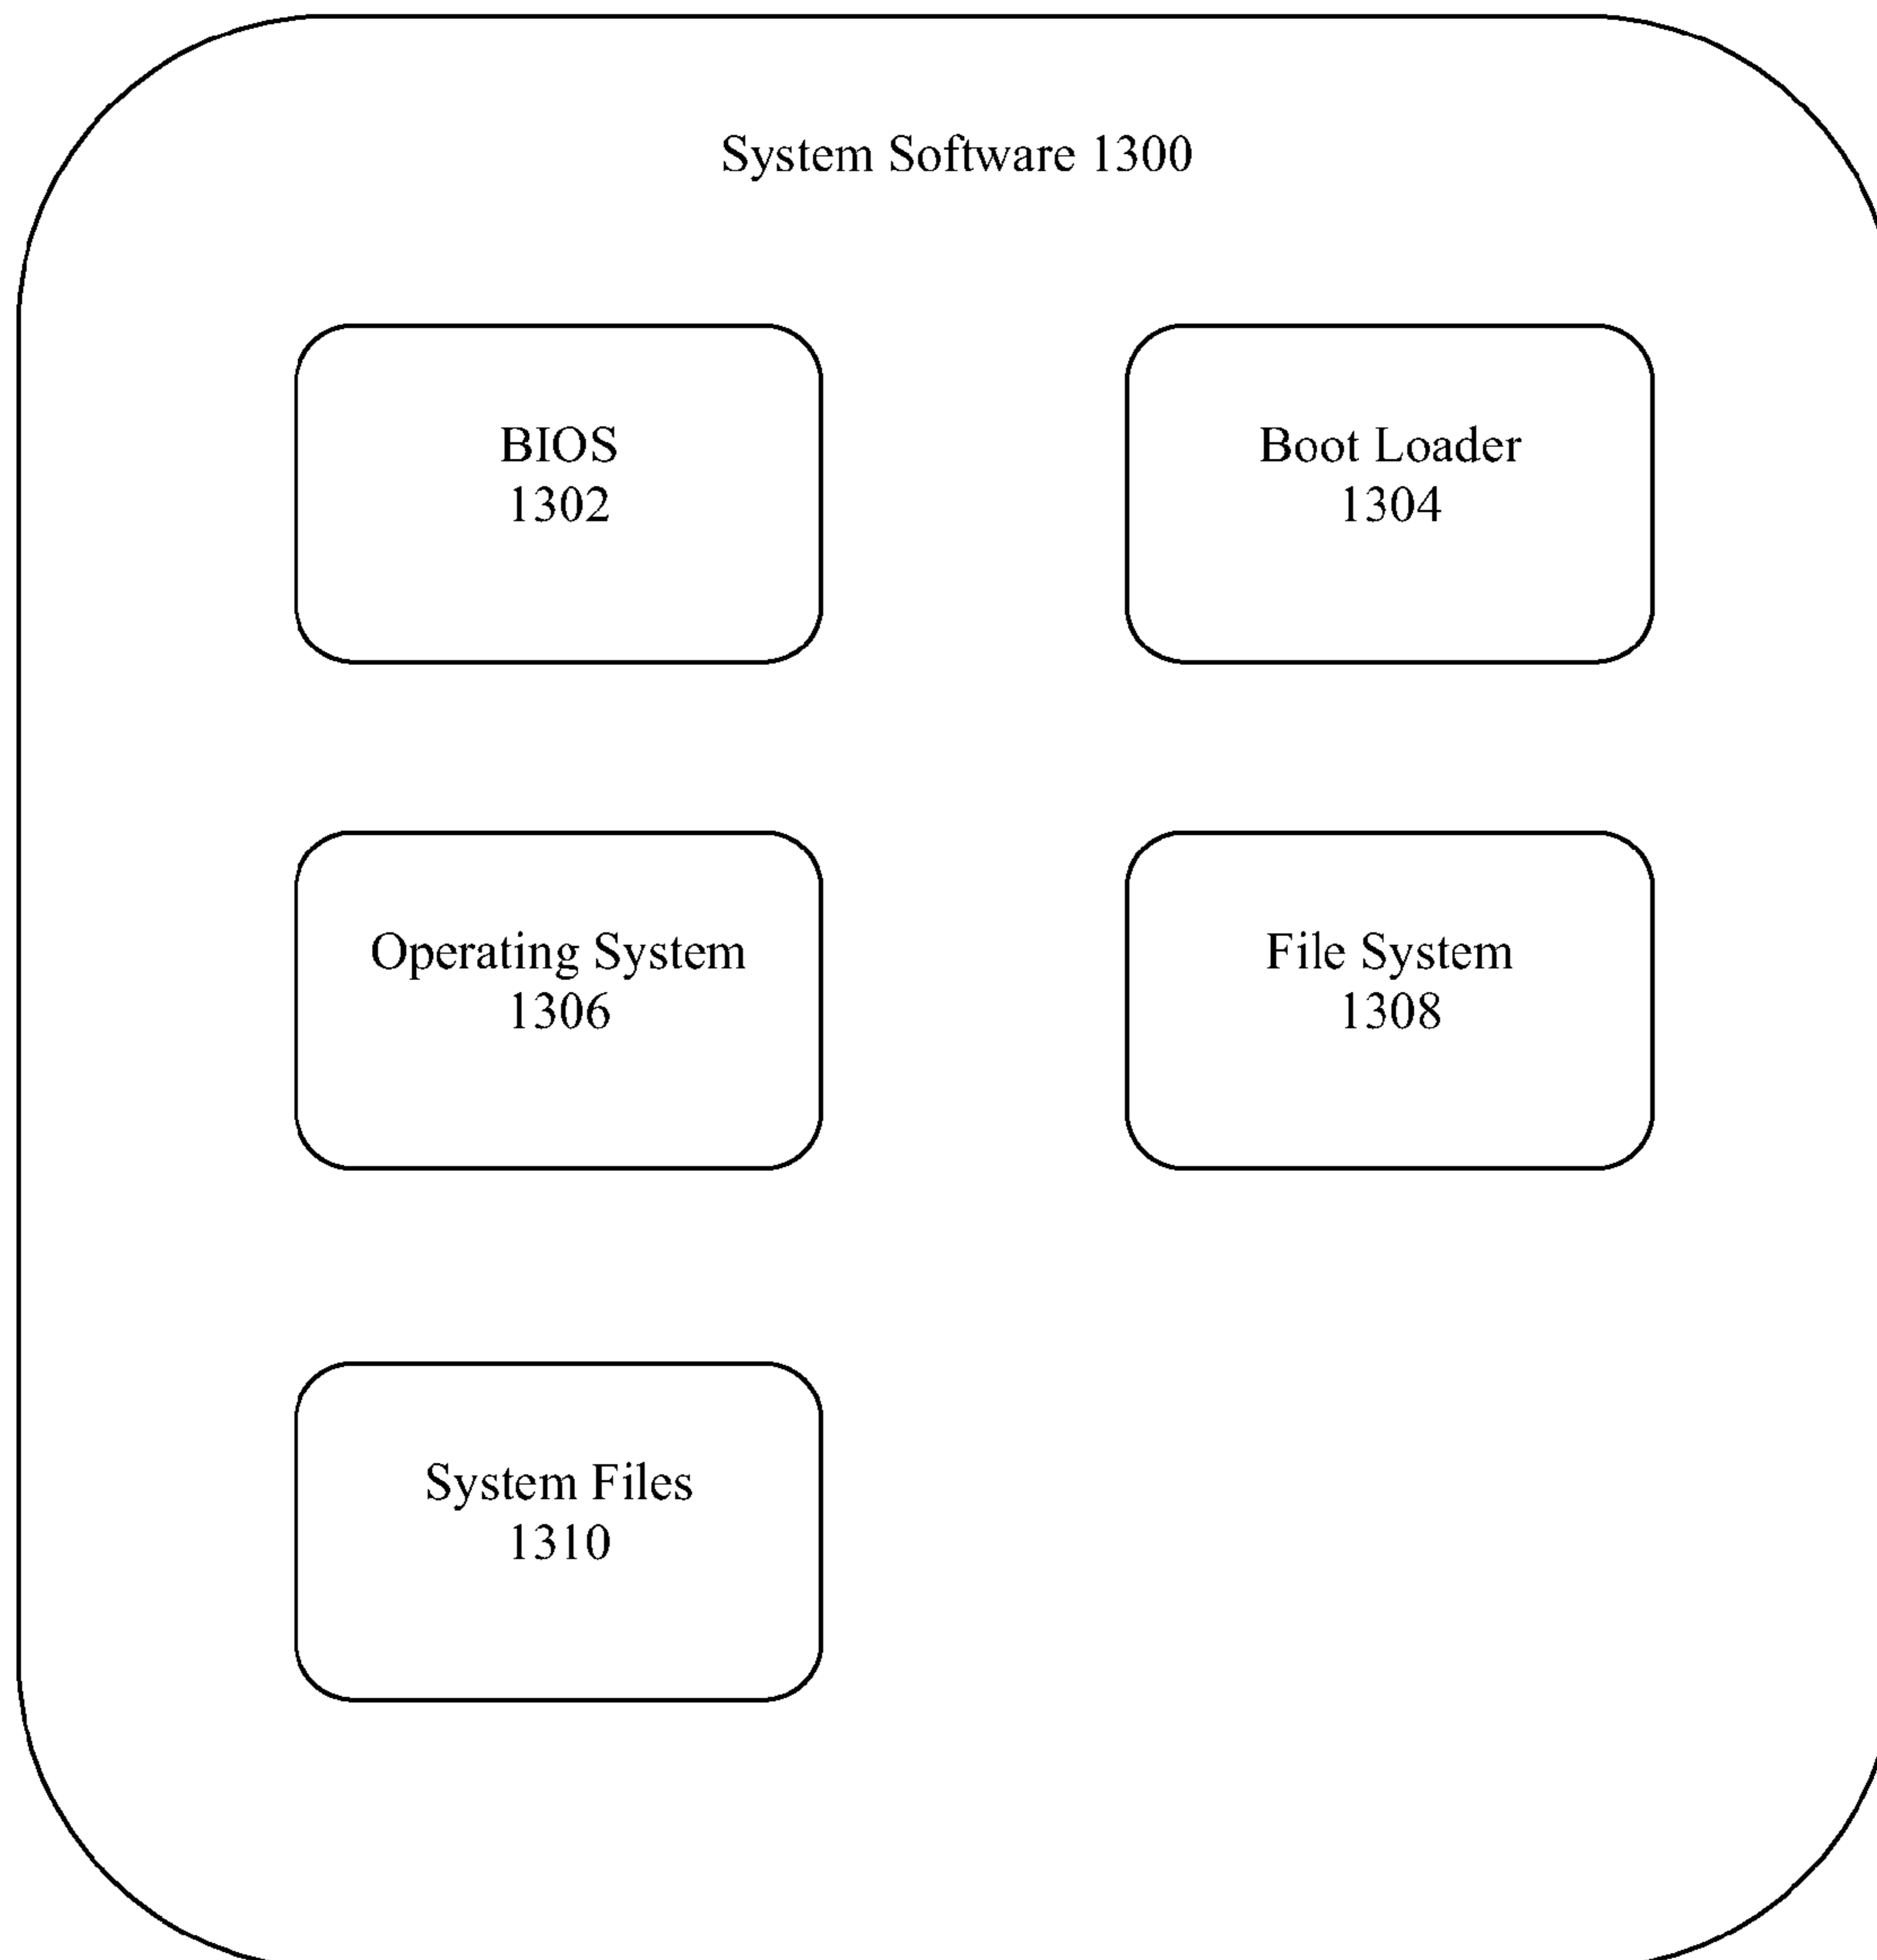 System Software 1300
BIOS
1302
Boot Loader
1304
Operating System
1306
File System
1308
System Files
1310